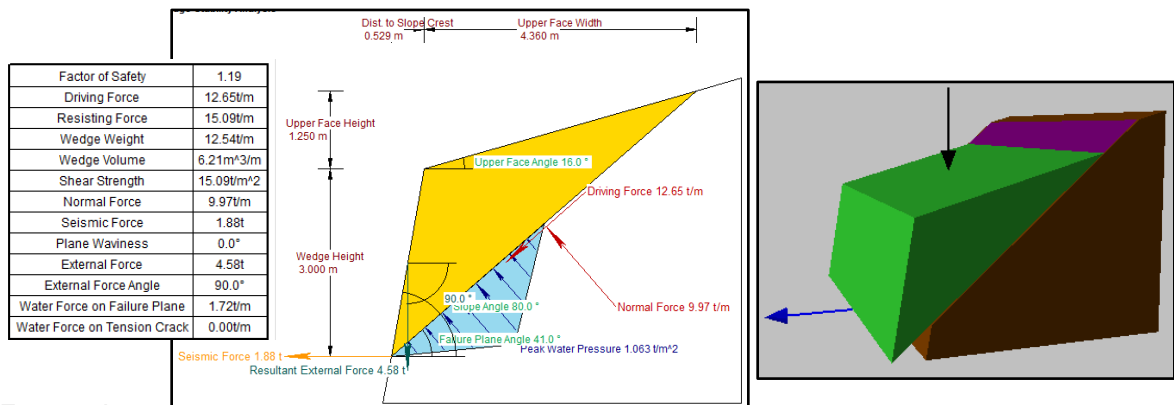 Factor of Safety 1.19
Driving Force 12.65t/m
Resisting Force 15.09t/m
Wedge Weight 12.54t/m
Wedge Volume 6.21m^3/m
Shear Strength 15.09t/m^2
Normal Force 9.97t/m
Seismic Force 1.88t
Plane Waviness 0.0°
External Force 4.58t
External Force Angle 90.0°
Water Force on Failure Plane 1.72t/m
Water Force on Tension Crack 0.00t/m
Dist. to Slope Crest
0.529 m
Upper Face Width
4.360 m
Upper Face Height
1.250 m
Upper Face Angle 16.0 °
Driving Force 12.65 t/m
Wedge Height
3.000 m
90.0 °
Slope Angle 80.0 °
Normal Force 9.97 t/m
Failure Plane Angle 41.0 °
Peak Water Pressure 1.063 t/m^2
Seismic Force 1.88 t
Resultant External Force 4.58 t